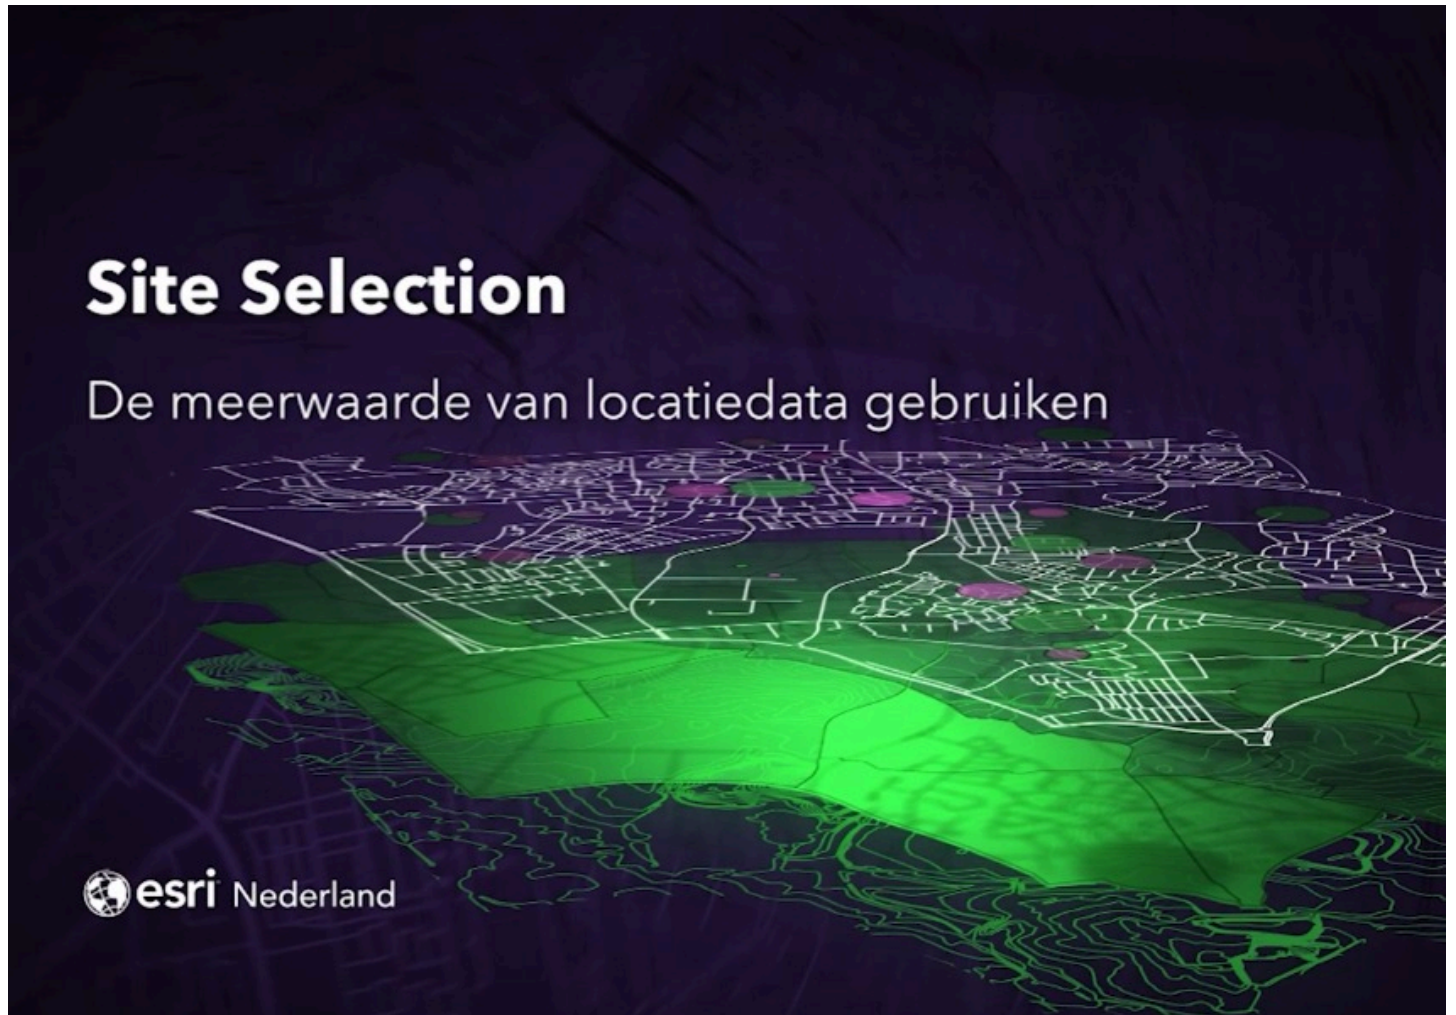 Site Selection
De meerwaarde van locatiedata gebruiken
esri Nederland